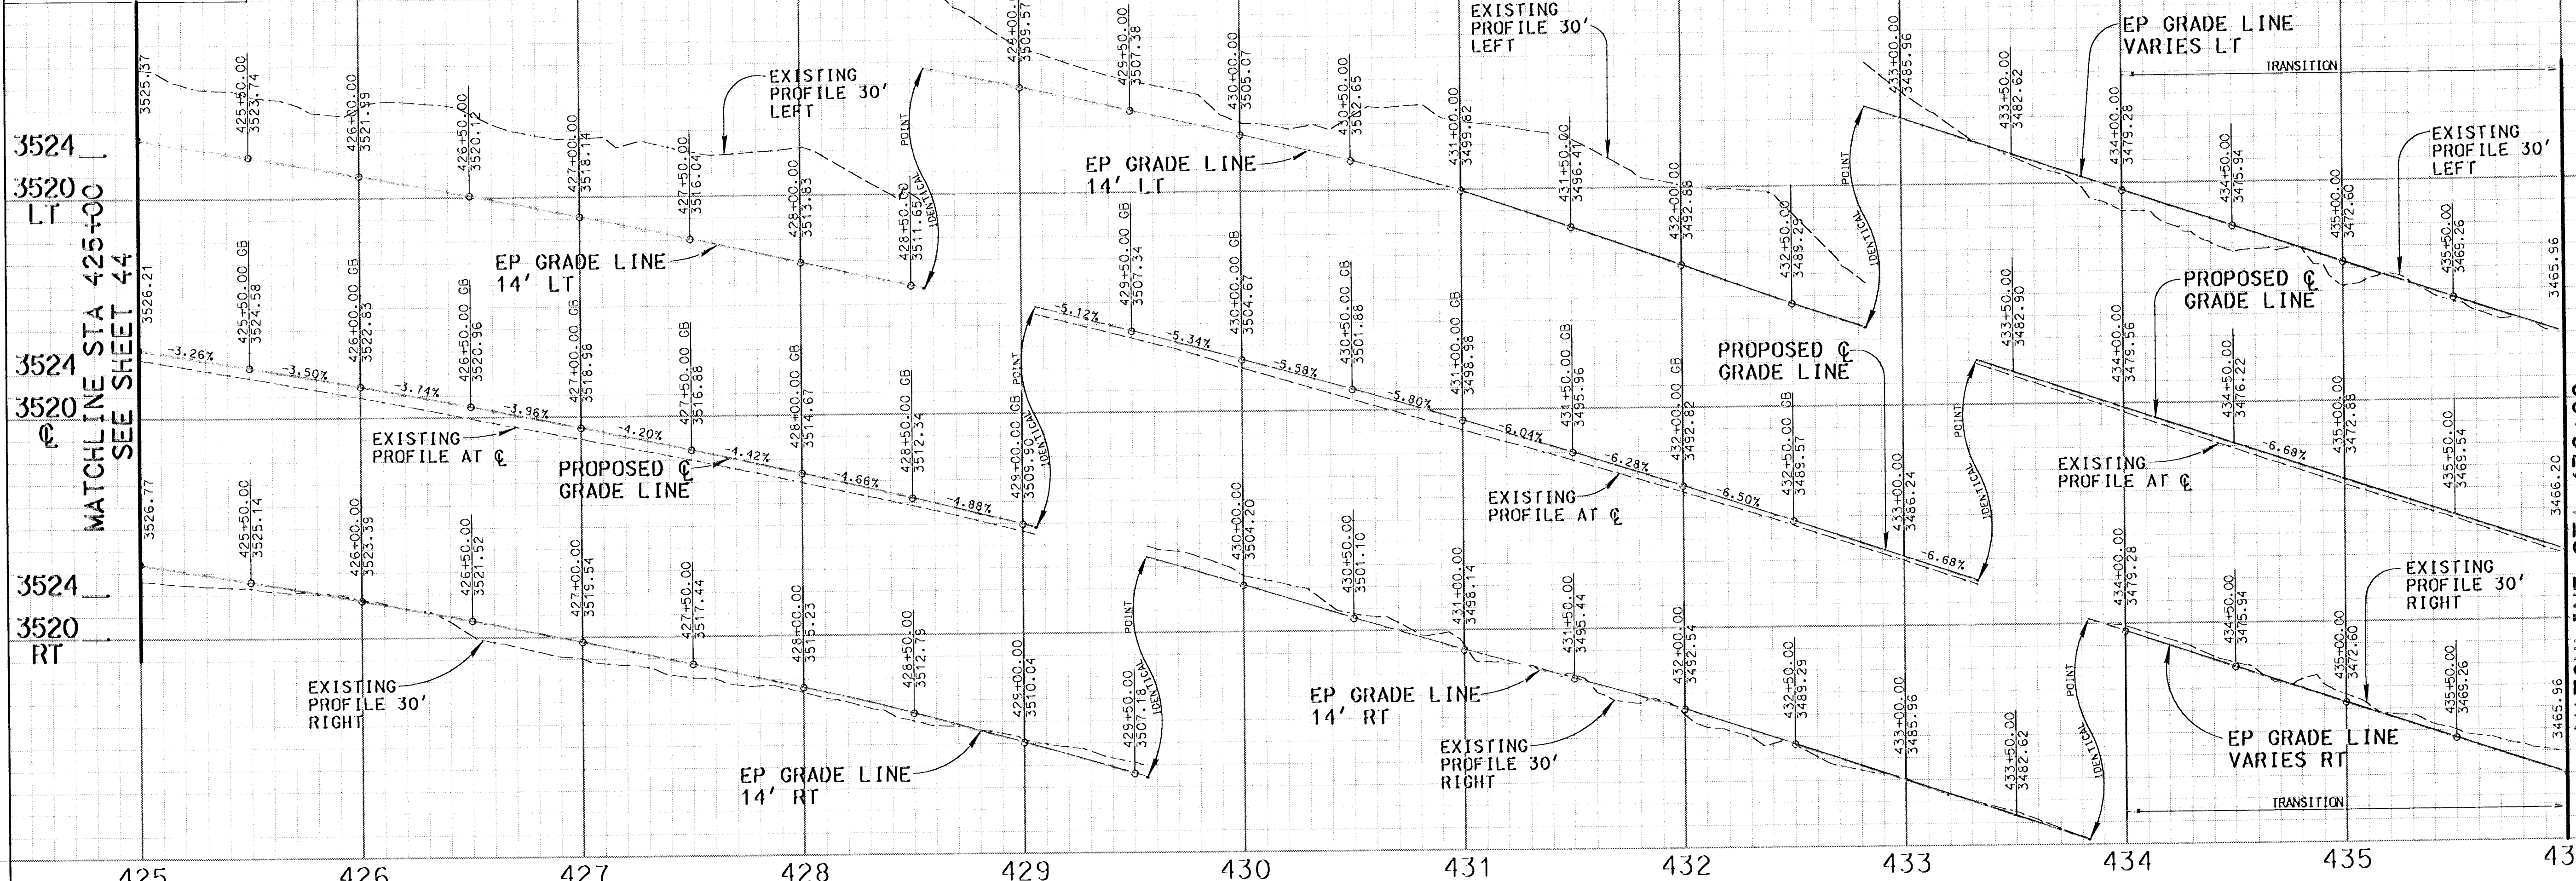 MATCHLINE STA 425+00
SEE SHEET 44
3524
3520
LT
3525.37
425+50.00
3523.74
426+00.00
3521.99
426+50.00
3520.12
427+00.00
3518.14
427+50.00
3516.04
428+00.00
3513.83
428+50.00
3511.65
3509.57
429+50.00
3507.38
430+00.00
3505.07
430+50.00
3502.65
431+00.00
3499.82
431+50.00
3496.41
432+00.00
3492.88
432+50.00
3489.29
433+00.00
3485.96
433+50.00
3482.62
434+00.00
3479.28
434+50.00
3475.94
435+00.00
3472.60
435+50.00
3469.26
3465.96
EXISTING
PROFILE 30'
LEFT
EP GRADE LINE
14' LT
IDENTICAL POINT
EP GRADE LINE
14' LT
EXISTING
PROFILE 30'
LEFT
IDENTICAL POINT
EP GRADE LINE
VARIES LT
TRANSITION
EXISTING
PROFILE 30'
LEFT
3524
3520
℄
3526.21
425+50.00 GB
3524.58
426+00.00 GB
3522.83
426+50.00 GB
3520.96
427+00.00 GB
3518.98
427+50.00 GB
3516.88
428+00.00 GB
3514.67
428+50.00 GB
3512.34
429+00.00 GB
3509.90
429+50.00 GB
3507.34
430+00.00 GB
3504.67
430+50.00 GB
3501.88
431+00.00 GB
3498.98
431+50.00 GB
3495.96
432+00.00 GB
3492.82
432+50.00 GB
3489.57
433+00.00
3486.24
433+50.00
3482.90
434+00.00
3479.56
434+50.00
3476.22
435+00.00
3472.88
435+50.00
3469.54
3466.20
-3.26%
-3.50%
-3.74%
-3.96%
-4.20%
-4.42%
-4.66%
-4.88%
-5.12%
-5.34%
-5.58%
-5.80%
-6.04%
-6.28%
-6.50%
-6.68%
-6.68%
EXISTING
PROFILE AT ℄
PROPOSED ℄
GRADE LINE
IDENTICAL POINT
EXISTING
PROFILE AT ℄
PROPOSED ℄
GRADE LINE
IDENTICAL POINT
PROPOSED ℄
GRADE LINE
EXISTING
PROFILE AT ℄
3524
3520
RT
3526.77
425+50.00
3525.14
426+00.00
3523.39
426+50.00
3521.52
427+00.00
3519.54
427+50.00
3517.44
428+00.00
3515.23
428+50.00
3512.79
429+00.00
3510.04
429+50.00
3507.18
430+00.00
3504.20
430+50.00
3501.10
431+00.00
3498.14
431+50.00
3495.44
432+00.00
3492.54
432+50.00
3489.29
433+00.00
3485.96
433+50.00
3482.62
434+00.00
3479.28
434+50.00
3475.94
435+00.00
3472.60
435+50.00
3469.26
3465.96
EXISTING
PROFILE 30'
RIGHT
EP GRADE LINE
14' RT
IDENTICAL POINT
EP GRADE LINE
14' RT
EXISTING
PROFILE 30'
RIGHT
IDENTICAL POINT
EP GRADE LINE
VARIES RT
EXISTING
PROFILE 30'
RIGHT
TRANSITION
425 426 427 428 429 430 431 432 433 434 435